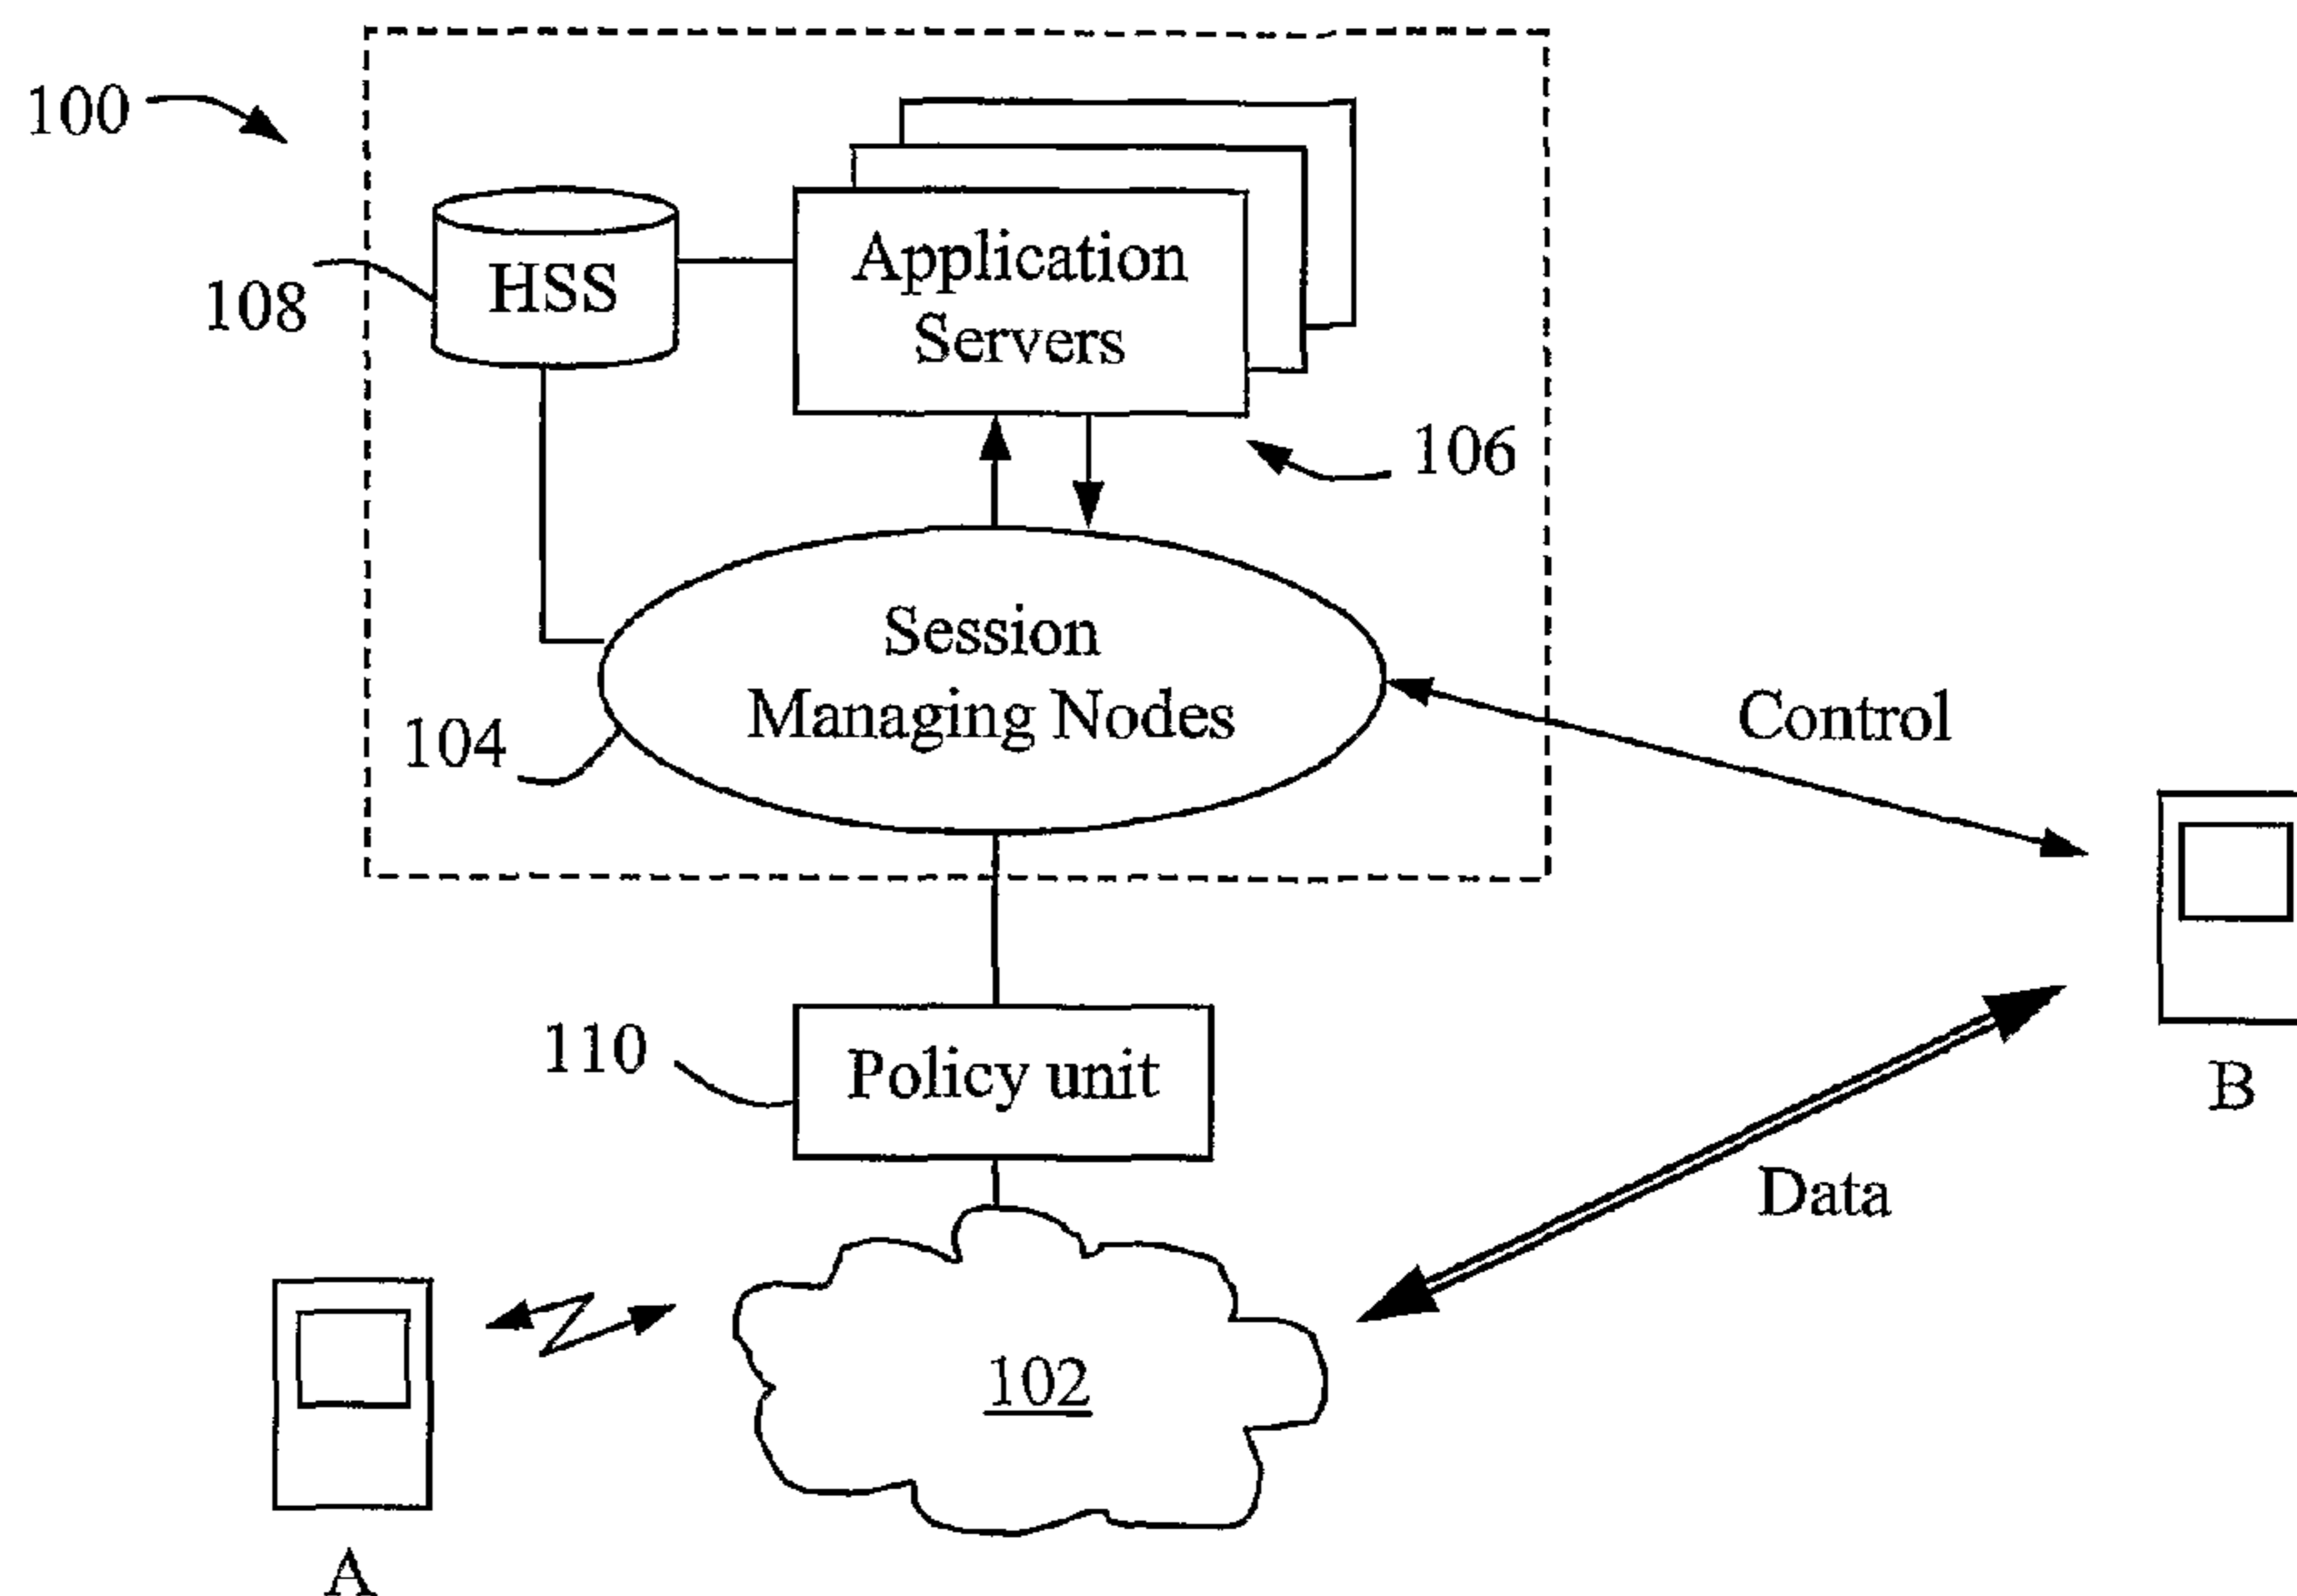 100
108
HSS
Application
Servers
106
Session
Managing Nodes
104
Control
110
Policy unit
B
Data
102
A